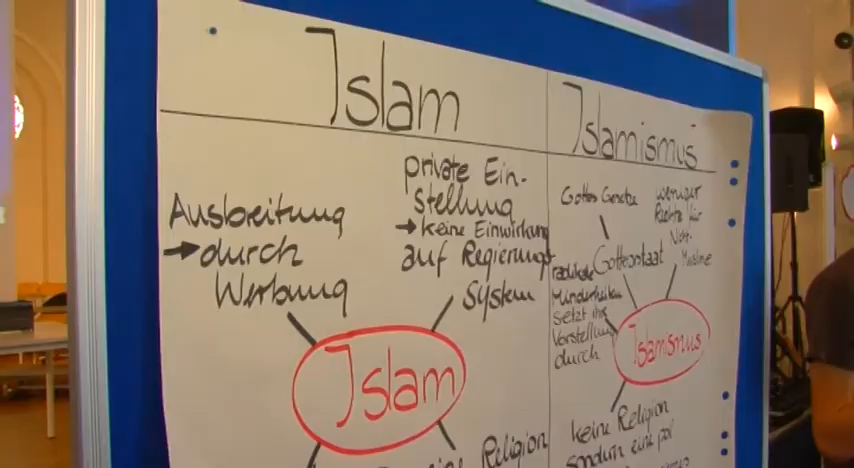 Islam
Islamismus
Ausbreitung
→ durch
Werbung
private Ein-
stellung
→ keine Einwirkung
auf Regierungs
System
Islam
Religion
Gottes Gesetze
weniger
Rechte für
Nicht-
Muslime
Gottesstaat
radikale
Minderheiten
setzt ihre
Vorstellung
durch
Islamismus
keine Religion
sondern eine pol